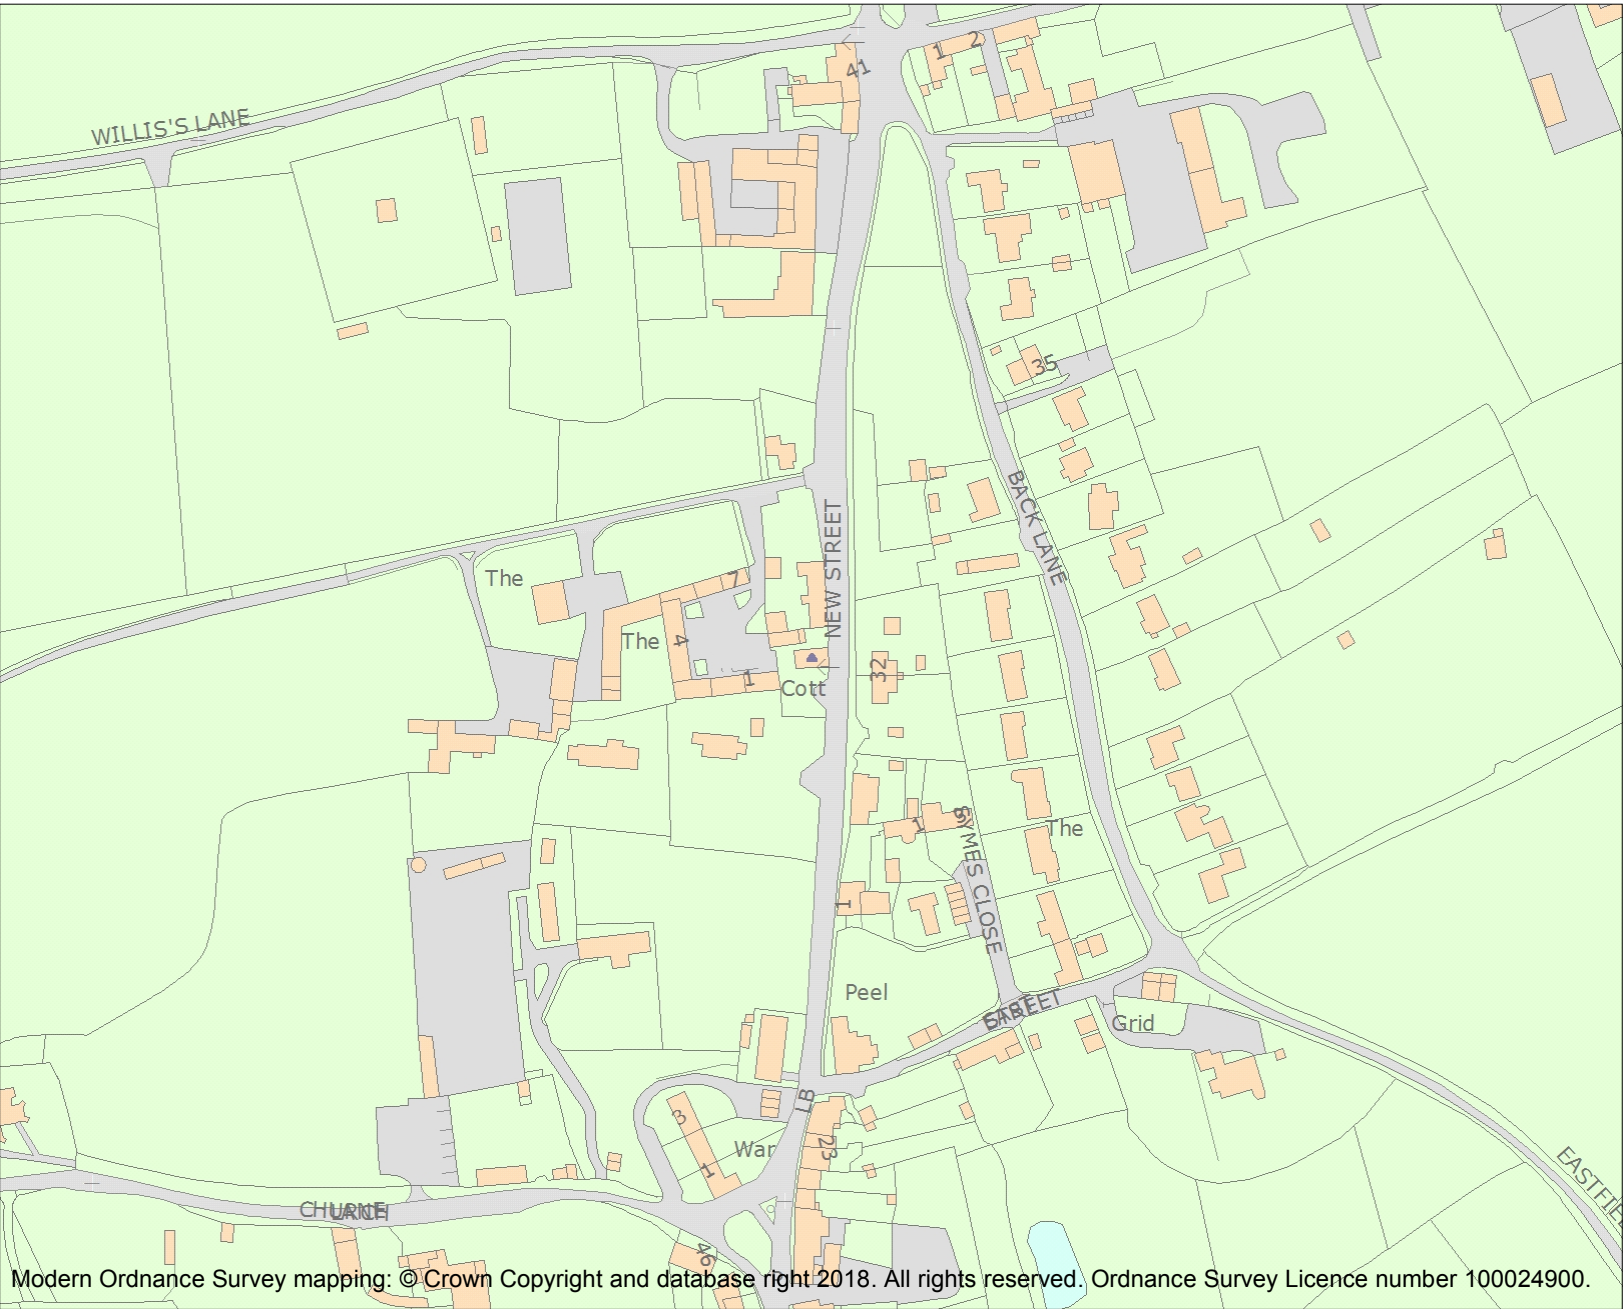 WILLIS'S LANE
41
1
2
35
BACK LANE
NEW STREET
The
7
The
4
1
Cott
32
SYMES CLOSE
1
The
1
Peel
STREET
Grid
LB
3
1
War
23
EASTFIE
CHURCH
LANE
46
Modern Ordnance Survey mapping: © Crown Copyright and database right 2018. All rights reserved. Ordnance Survey Licence number 100024900.